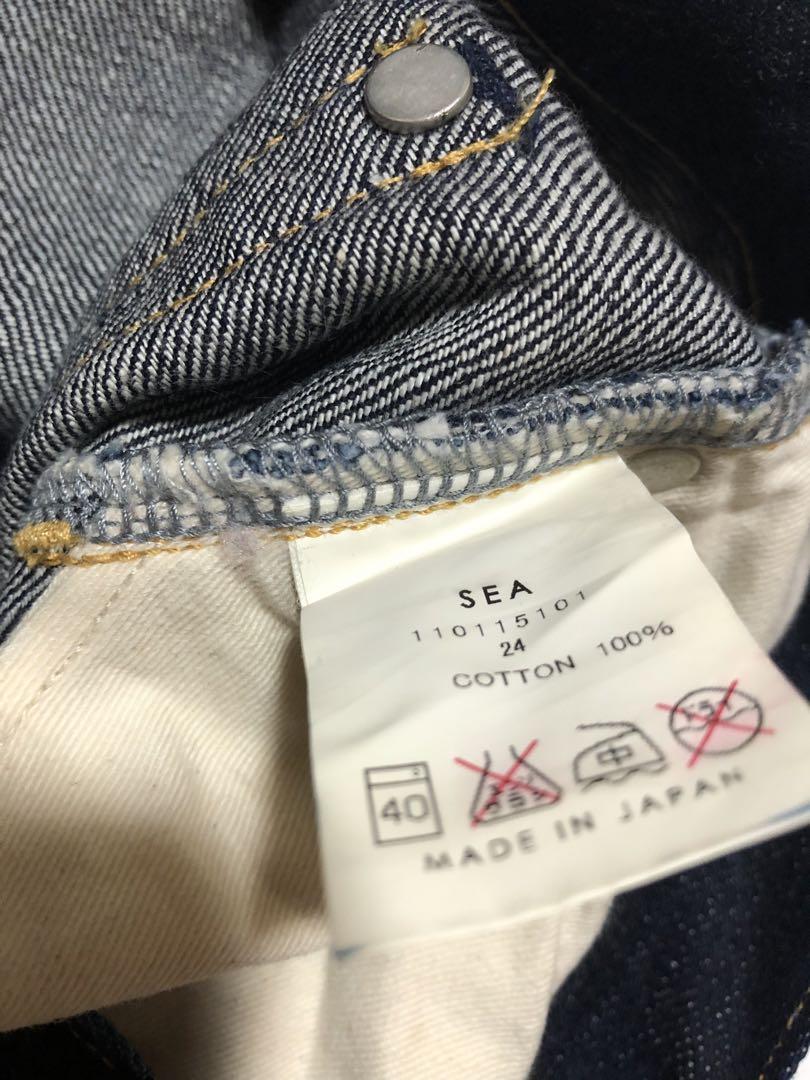 SEA
110115101
24
COTTON 100%
40
中
MADE IN JAPAN